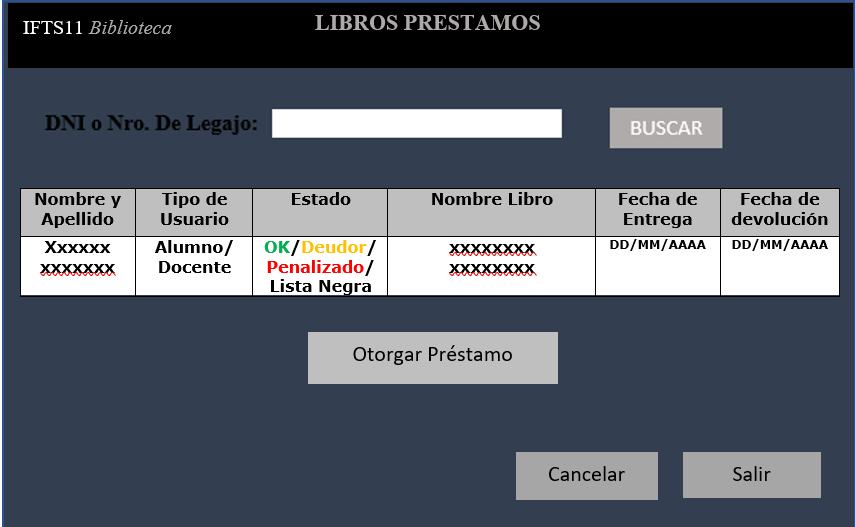 IFTS11 Biblioteca
LIBROS PRESTAMOS
DNI o Nro. De Legajo:
BUSCAR
Nombre y
Apellido
Tipo de
Usuario
Estado
Nombre Libro
Fecha de
Entrega
Fecha de
devolución
Xxxxxx
xxxxxxx
Alumno/
Docente
OK/Deudor/
Penalizado/
Lista Negra
xxxxxxxx
xxxxxxxx
DD/MM/AAAA
DD/MM/AAAA
Otorgar Préstamo
Cancelar
Salir